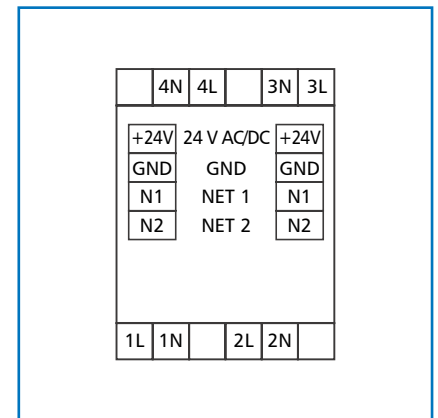 4N 4L 3N 3L
+24V 24 V AC/DC +24V
GND GND GND
N1 NET 1 N1
N2 NET 2 N2
1L 1N 2L 2N